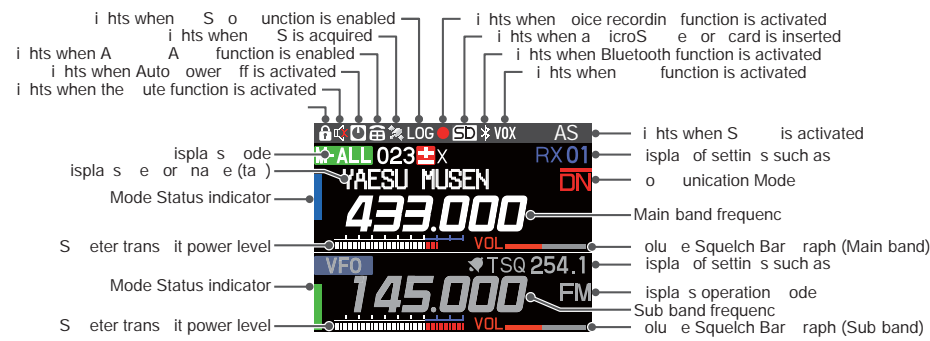 i hts when S o unction is enabled
i hts when S is acquired
i hts when A A function is enabled
i hts when Auto ower ff is activated
i hts when the ute function is activated
i hts when oice recordin function is activated
i hts when a icroS e or card is inserted
i hts when Bluetooth function is activated
i hts when function is activated
LOG SD VOX AS
i hts when S is activated
ispla s ode
ALL 023 X RX 01
ispla of settin s such as
ispla s e or na e (ta )
YAESU MUSEN DN
o unication Mode
Mode Status indicator
433.000
Main band frequenc
S eter trans it power level
VOL
olu e Squelch Bar raph (Main band)
VFO TSQ 254.1
ispla of settin s such as
Mode Status indicator
145.000 FM
ispla s operation ode
Sub band frequenc
S eter trans it power level
VOL
olu e Squelch Bar raph (Sub band)